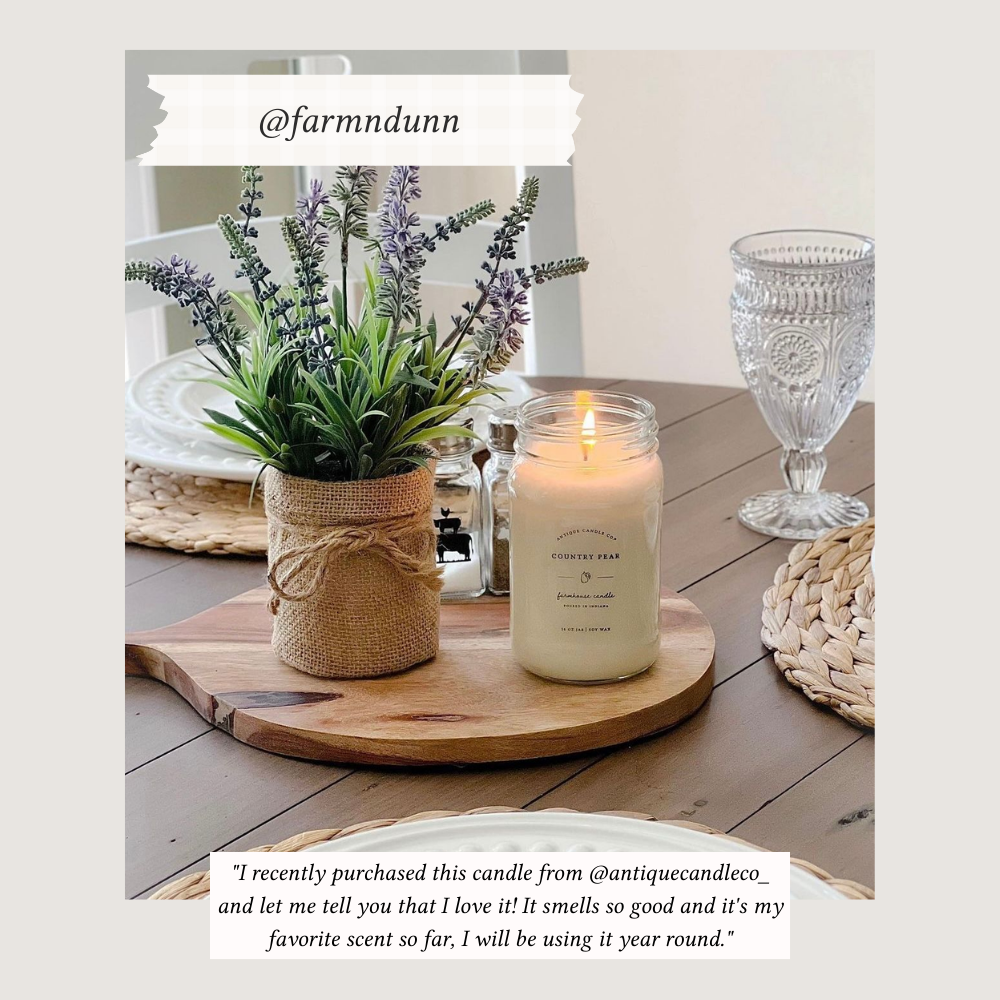 @farmndunn
ANTIQUE CANDLE CO.®
COUNTRY PEAR
farmhouse candle
POURED IN INDIANA
16 OZ JAR | SOY WAX
"I recently purchased this candle from @antiquecandleco_
and let me tell you that I love it! It smells so good and it's my
favorite scent so far, I will be using it year round."